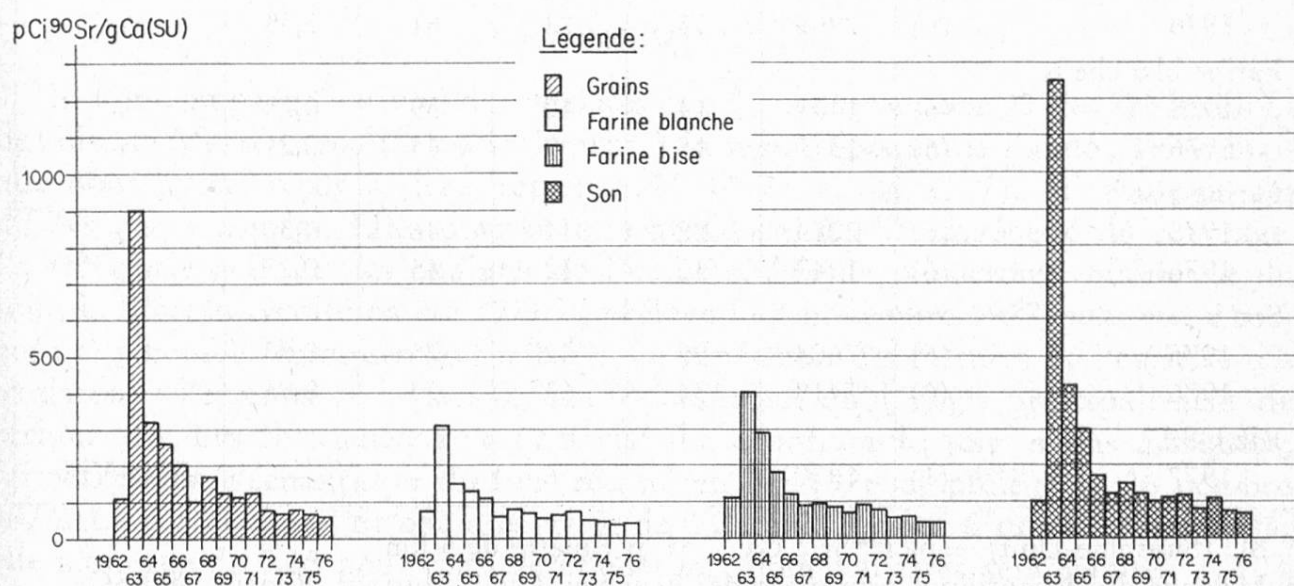 pCi⁹⁰Sr/gCa(SU)
Légende:
Grains
Farine blanche
Farine bise
Son
1000
500
0
1962 64 66 68 70 72 74 76
63 65 67 69 71 73 75
1962 64 66 68 70 72 74 76
63 65 67 69 71 73 75
1962 64 66 68 70 72 74 76
63 65 67 69 71 73 75
1962 64 66 68 70 72 74 76
63 65 67 69 71 73 75